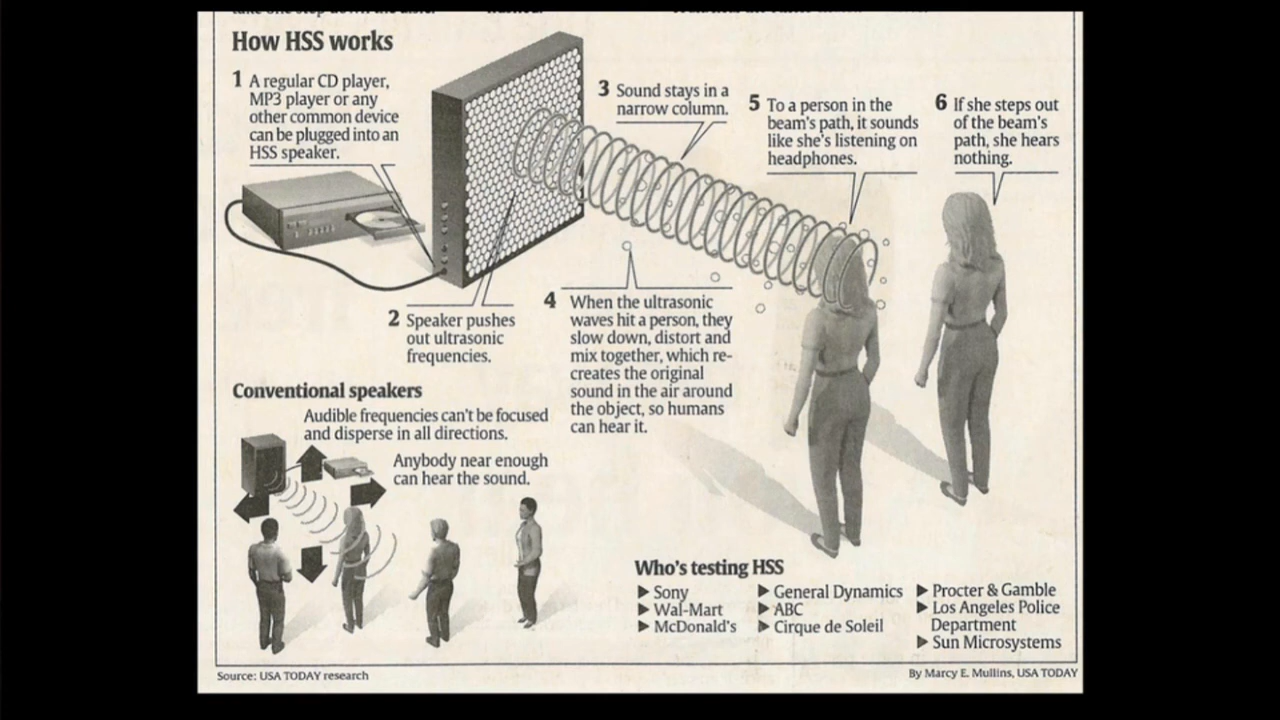 How HSS works
1 A regular CD player,
MP3 player or any
other common device
can be plugged into an
HSS speaker.
2 Speaker pushes
out ultrasonic
frequencies.
3 Sound stays in a
narrow column.
4 When the ultrasonic
waves hit a person, they
slow down, distort and
mix together, which re-
creates the original
sound in the air around
the object, so humans
can hear it.
5 To a person in the
beam's path, it sounds
like she's listening on
headphones.
6 If she steps out
of the beam's
path, she hears
nothing.
Conventional speakers
Audible frequencies can't be focused
and disperse in all directions.
Anybody near enough
can hear the sound.
Who's testing HSS
▶ Sony
▶ Wal-Mart
▶ McDonald's
▶ General Dynamics
▶ ABC
▶ Cirque de Soleil
▶ Procter & Gamble
▶ Los Angeles Police
Department
▶ Sun Microsystems
Source: USA TODAY research
By Marcy E. Mullins, USA TODAY